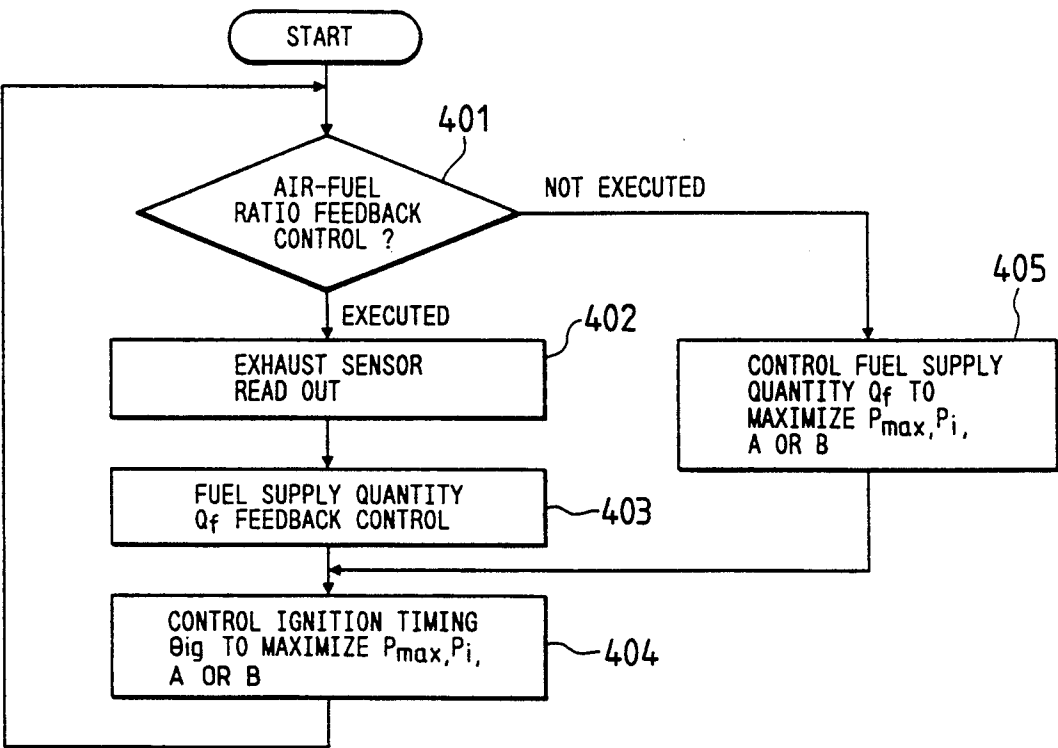 START
401
AIR-FUEL
RATIO FEEDBACK
CONTROL ?
NOT EXECUTED
EXECUTED
402
EXHAUST SENSOR
READ OUT
405
CONTROL FUEL SUPPLY
QUANTITY Qf TO
MAXIMIZE Pmax, Pi,
A OR B
FUEL SUPPLY QUANTITY
Qf FEEDBACK CONTROL
403
CONTROL IGNITION TIMING
θig TO MAXIMIZE Pmax, Pi,
A OR B
404